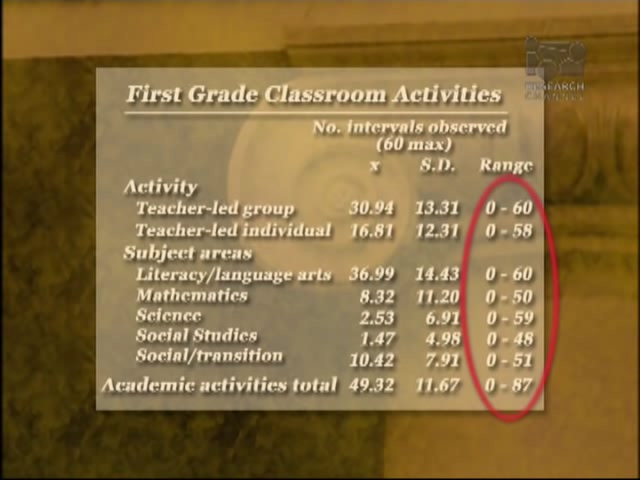 RESEARCH
First Grade Classroom Activities
No. intervals observed
(60 max)
x S.D. Range
Activity
Teacher-led group 30.94 13.31 0 - 60
Teacher-led individual 16.81 12.31 0 - 58
Subject areas
Literacy/language arts 36.99 14.43 0 - 60
Mathematics 8.32 11.20 0 - 50
Science 2.53 6.91 0 - 59
Social Studies 1.47 4.98 0 - 48
Social/transition 10.42 7.91 0 - 51
Academic activities total 49.32 11.67 0 - 87